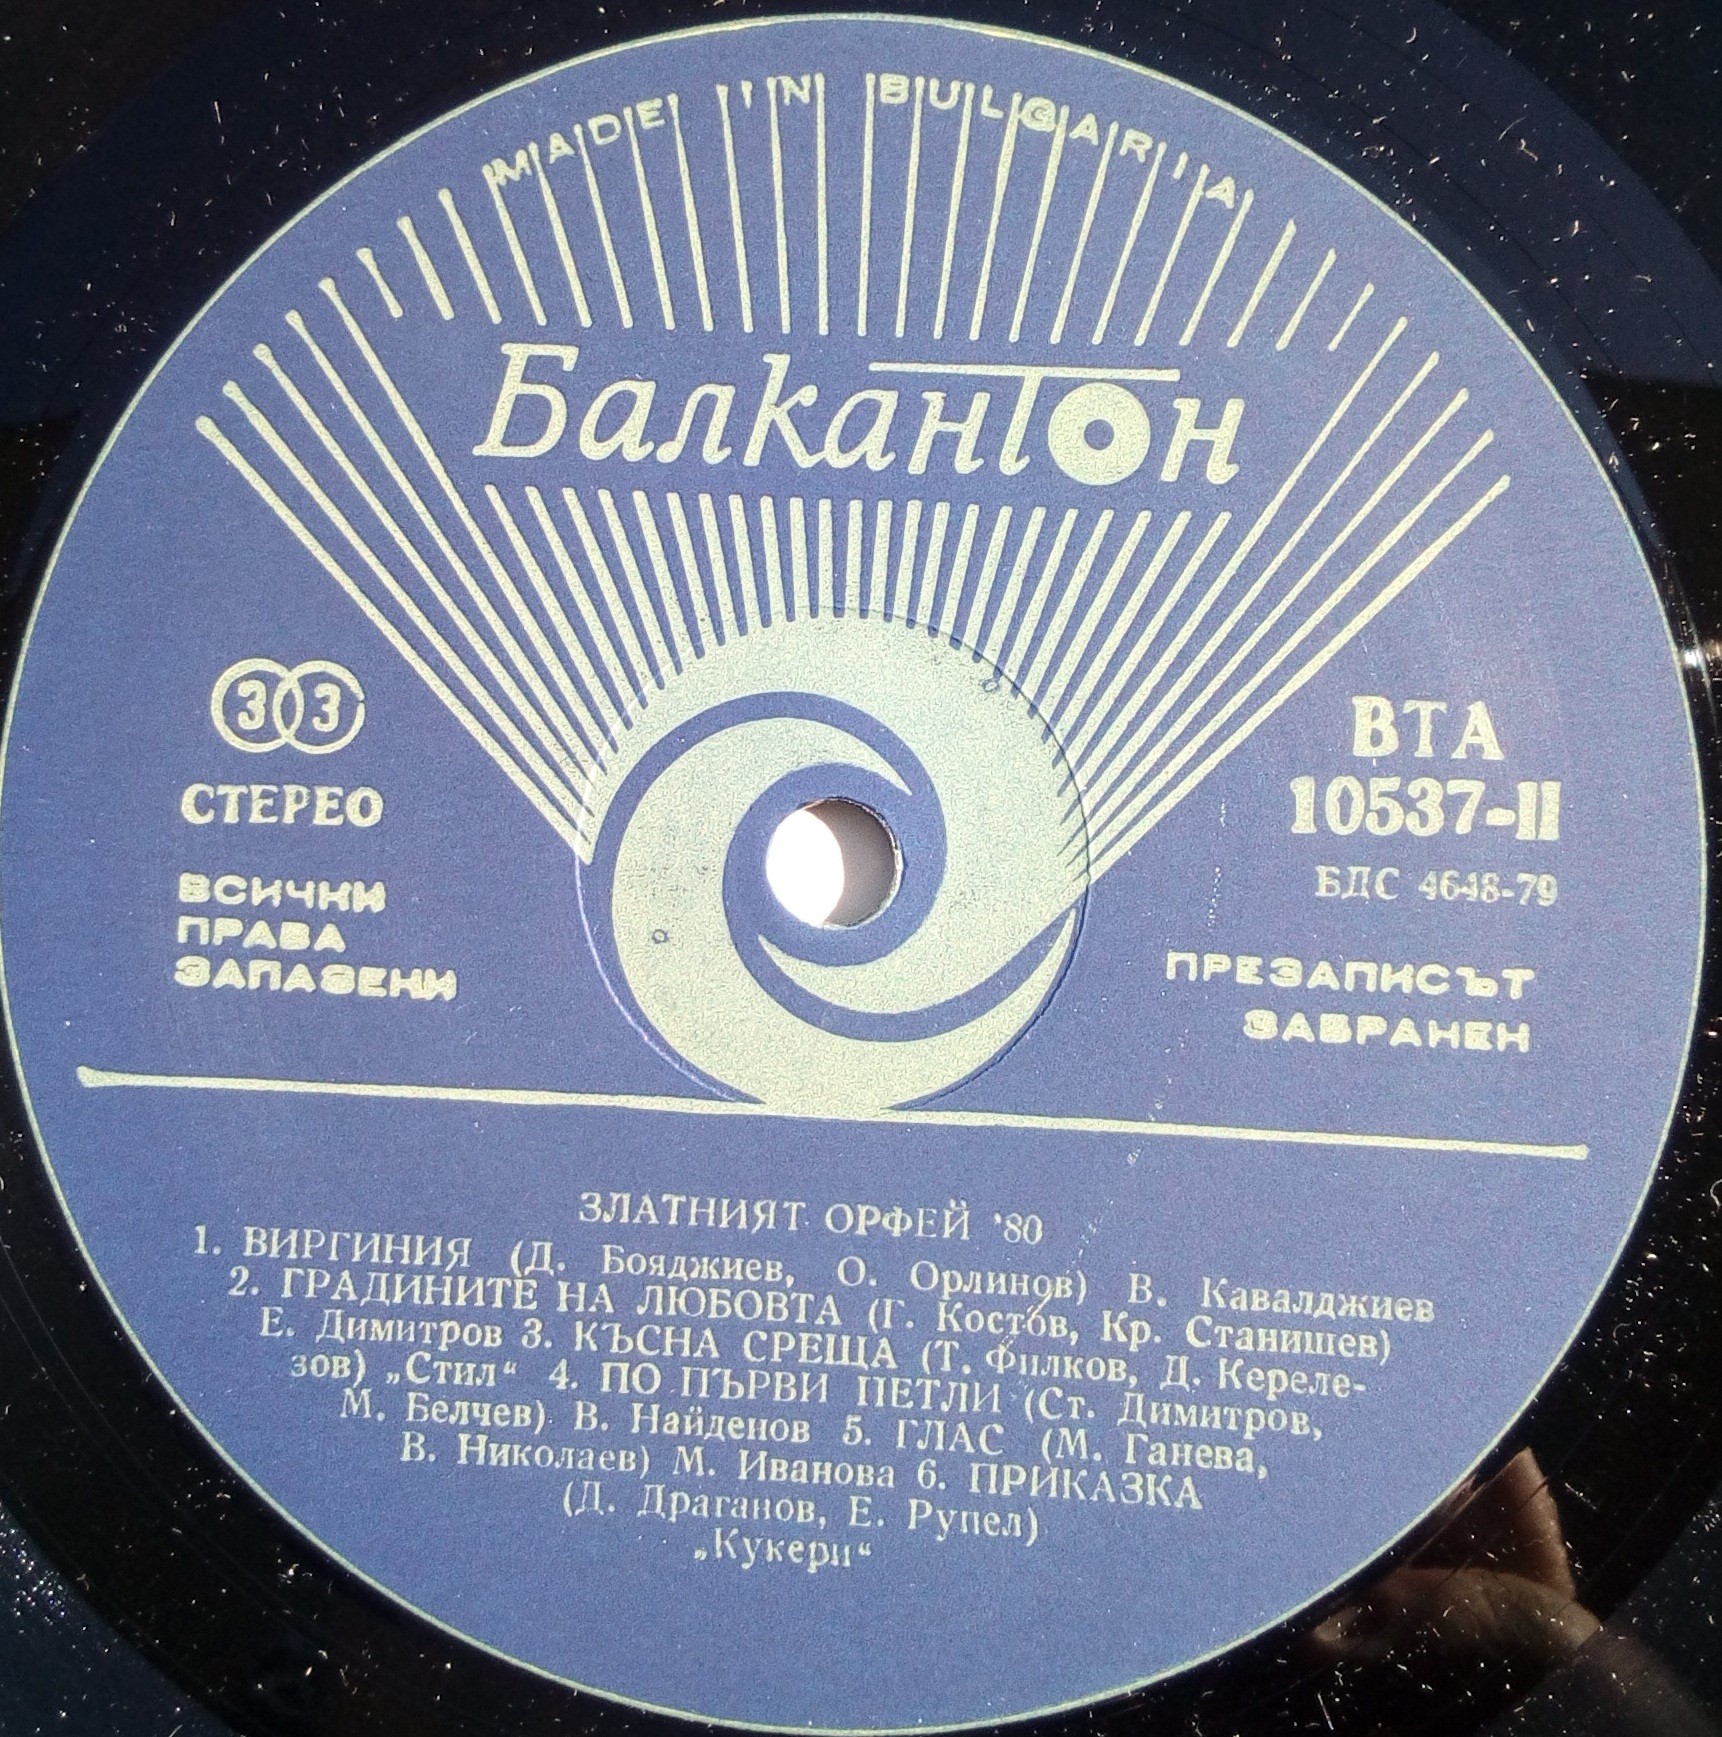 MADE IN BULGARIA
Балкантон
33
СТЕРЕО
ВСИЧКИ
ПРАВА
ЗАПАЗЕНИ
ВТА
10537-II
БДС 4648-79
ПРЕЗАПИСЪТ
ЗАБРАНЕН
ЗЛАТНИЯТ ОРФЕЙ '80
1. ВИРГИНИЯ (Д. Бояджиев, О. Орлинов) В. Кавалджиев
2. ГРАДИНИТЕ НА ЛЮБОВТА (Г. Костов, Кр. Станишев)
Е. Димитров 3. КЪСНА СРЕЩА (Т. Филков, Д. Кереле-
зов) „Стил“ 4. ПО ПЪРВИ ПЕТЛИ (Ст. Димитров,
М. Белчев) В. Найденов 5. ГЛАС (М. Ганева,
В. Николаев) М. Иванова 6. ПРИКАЗКА
(Д. Драганов, Е. Рупел)
„Кукери“